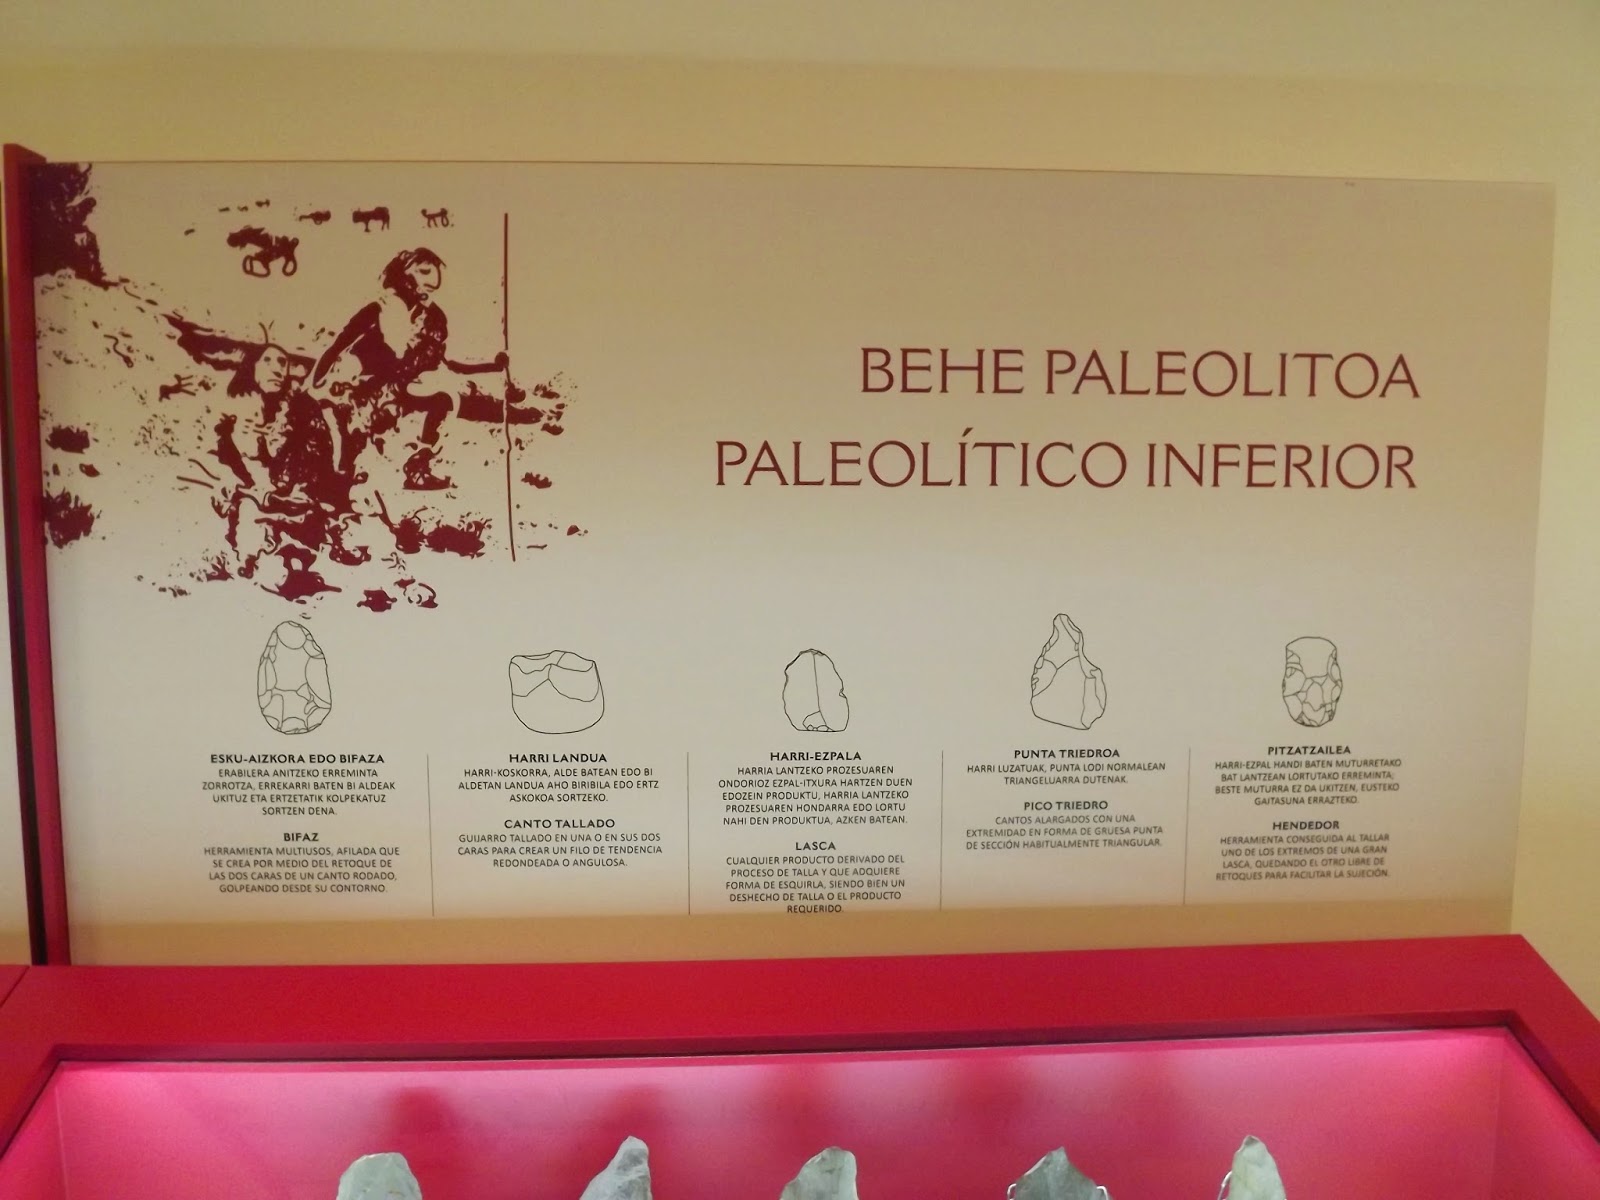 BEHE PALEOLITOA
PALEOLÍTICO INFERIOR
ESKU-AIZKORA EDO BIFAZA
ERABILERA ANITZEKO ERREMINTA
ZORROTZA, ERREKARRI BATEN BI ALDEAK
UKITUZ ETA ERTZETATIK KOLPEKATUZ
SORTZEN DENA.
BIFAZ
HERRAMIENTA MULTIUSOS, AFILADA QUE
SE CREA POR MEDIO DEL RETOQUE DE
LAS DOS CARAS DE UN CANTO RODADO,
GOLPEANDO DESDE SU CONTORNO.
HARRI LANDUA
HARRI-KOSKORRA, ALDE BATEAN EDO BI
ALDETAN LANDUA AHO BIRIBILA EDO ERTZ
ASKOKOA SORTZEKO.
CANTO TALLADO
GUIJARRO TALLADO EN UNA O EN SUS DOS
CARAS PARA CREAR UN FILO DE TENDENCIA
REDONDEADA O ANGULOSA.
HARRI-EZPALA
HARRIA LANTZEKO PROZESUAREN
ONDORIOZ EZPAL-ITXURA HARTZEN DUEN
EDOZEIN PRODUKTU, HARRIA LANTZEKO
PROZESUAREN HONDARRA EDO LORTU
NAHI DEN PRODUKTUA, AZKEN BATEAN.
LASCA
CUALQUIER PRODUCTO DERIVADO DEL
PROCESO DE TALLA Y QUE ADQUIERE
FORMA DE ESQUIRLA, SIENDO BIEN UN
DESHECHO DE TALLA O EL PRODUCTO
REQUERIDO.
PUNTA TRIEDROA
HARRI LUZATUAK, PUNTA LODI NORMALEAN
TRIANGELUARRA DUTENAK.
PICO TRIEDRO
CANTOS ALARGADOS CON UNA
EXTREMIDAD EN FORMA DE GRUESA PUNTA
DE SECCIÓN HABITUALMENTE TRIANGULAR.
PITZATZAILEA
HARRI-EZPAL HANDI BATEN MUTURRETAKO
BAT LANTZEAN LORTUTAKO ERREMINTA;
BESTE MUTURRA EZ DA UKITZEN, EUSTEKO
GAITASUNA ERRAZTEKO.
HENDEDOR
HERRAMIENTA CONSEGUIDA AL TALLAR
UNO DE LOS EXTREMOS DE UNA GRAN
LASCA, QUEDANDO EL OTRO LIBRE DE
RETOQUES PARA FACILITAR LA SUJECIÓN.